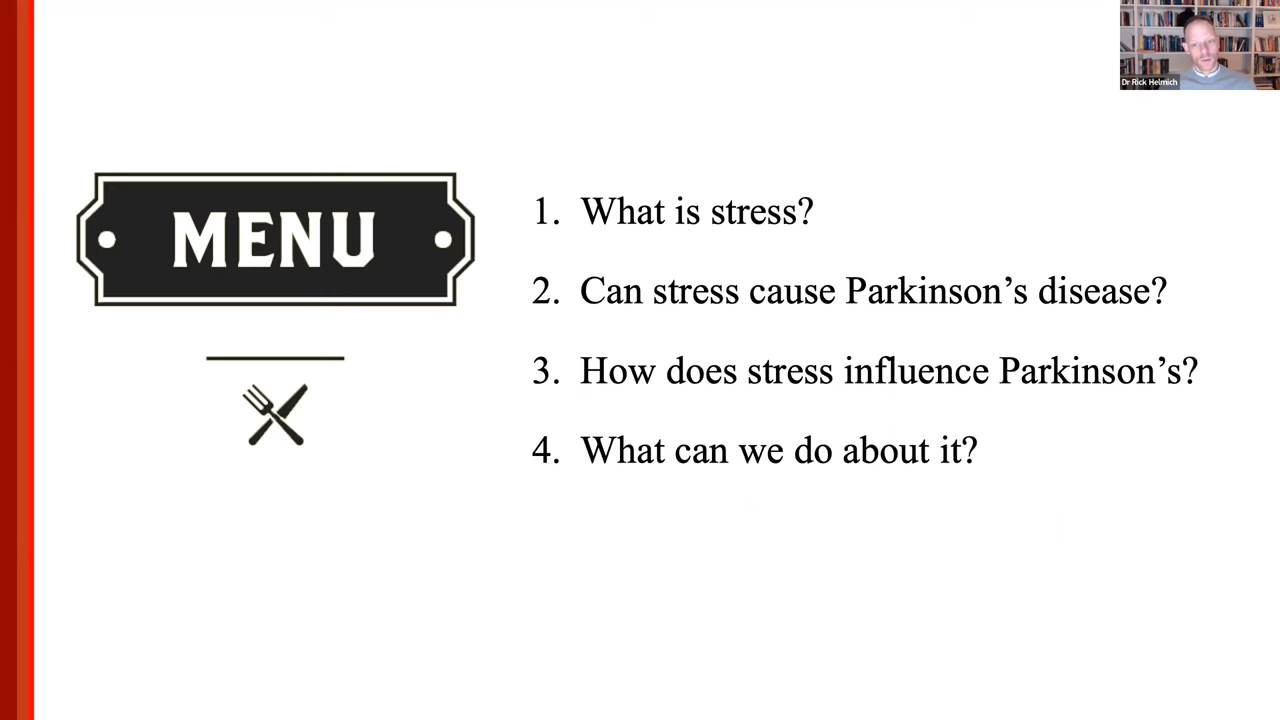 Dr Rick Helmich
MENU
1. What is stress?
2. Can stress cause Parkinson’s disease?
3. How does stress influence Parkinson’s?
4. What can we do about it?